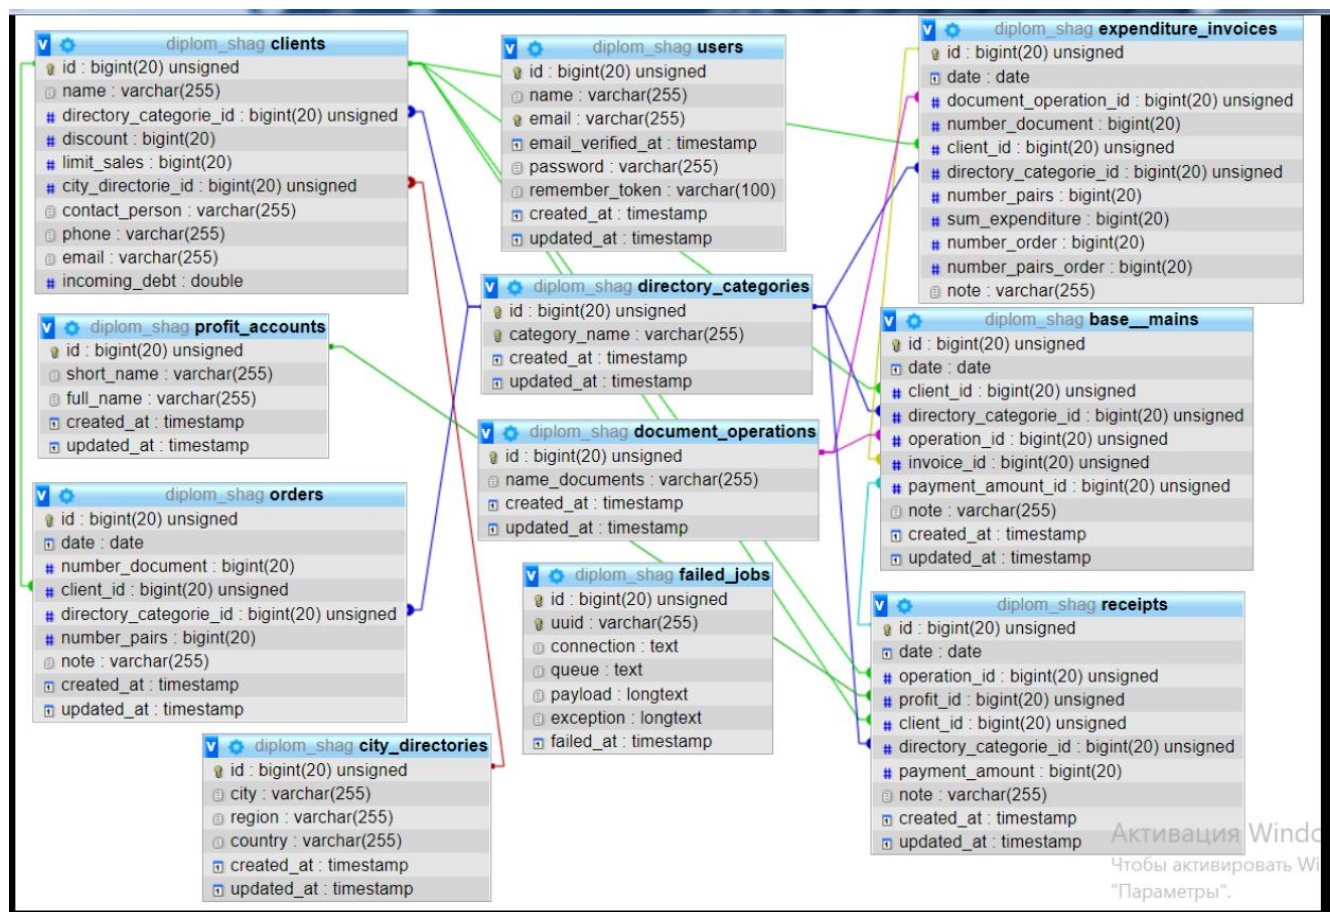 diplom_shag clients
id : bigint(20) unsigned
name : varchar(255)
directory_categorie_id : bigint(20) unsigned
discount : bigint(20)
limit_sales : bigint(20)
city_directorie_id : bigint(20) unsigned
contact_person : varchar(255)
phone : varchar(255)
email : varchar(255)
incoming_debt : double
diplom_shag profit_accounts
id : bigint(20) unsigned
short_name : varchar(255)
full_name : varchar(255)
created_at : timestamp
updated_at : timestamp
diplom_shag orders
id : bigint(20) unsigned
date : date
number_document : bigint(20)
client_id : bigint(20) unsigned
directory_categorie_id : bigint(20) unsigned
number_pairs : bigint(20)
note : varchar(255)
created_at : timestamp
updated_at : timestamp
diplom_shag city_directories
id : bigint(20) unsigned
city : varchar(255)
region : varchar(255)
country : varchar(255)
created_at : timestamp
updated_at : timestamp
diplom_shag users
id : bigint(20) unsigned
name : varchar(255)
email : varchar(255)
email_verified_at : timestamp
password : varchar(255)
remember_token : varchar(100)
created_at : timestamp
updated_at : timestamp
diplom_shag directory_categories
id : bigint(20) unsigned
category_name : varchar(255)
created_at : timestamp
updated_at : timestamp
diplom_shag document_operations
id : bigint(20) unsigned
name_documents : varchar(255)
created_at : timestamp
updated_at : timestamp
diplom_shag failed_jobs
id : bigint(20) unsigned
uuid : varchar(255)
connection : text
queue : text
payload : longtext
exception : longtext
failed_at : timestamp
diplom_shag expenditure_invoices
id : bigint(20) unsigned
date : date
document_operation_id : bigint(20) unsigned
number_document : bigint(20)
client_id : bigint(20) unsigned
directory_categorie_id : bigint(20) unsigned
number_pairs : bigint(20)
sum_expenditure : bigint(20)
number_order : bigint(20)
number_pairs_order : bigint(20)
note : varchar(255)
diplom_shag base__mains
id : bigint(20) unsigned
date : date
client_id : bigint(20) unsigned
directory_categorie_id : bigint(20) unsigned
operation_id : bigint(20) unsigned
invoice_id : bigint(20) unsigned
payment_amount_id : bigint(20) unsigned
note : varchar(255)
created_at : timestamp
updated_at : timestamp
diplom_shag receipts
id : bigint(20) unsigned
date : date
operation_id : bigint(20) unsigned
profit_id : bigint(20) unsigned
client_id : bigint(20) unsigned
directory_categorie_id : bigint(20) unsigned
payment_amount : bigint(20)
note : varchar(255)
created_at : timestamp
updated_at : timestamp
Активация Windo
Чтобы активировать Wi
"Параметры".